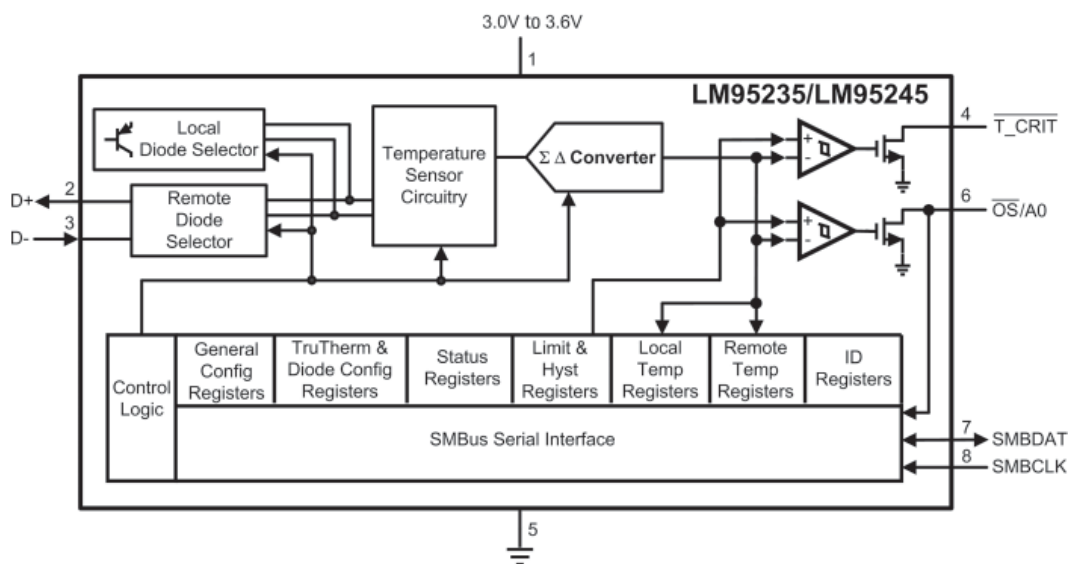 3.0V to 3.6V
1
LM95235/LM95245
4 T_CRIT
Local
Diode Selector
Temperature
Sensor
Circuitry
Σ Δ Converter
+
-
D+ 2
D- 3
Remote
Diode
Selector
6 OS/A0
+
-
Control
Logic
General
Config
Registers
TruTherm &
Diode Config
Registers
Status
Registers
Limit &
Hyst
Registers
Local
Temp
Registers
Remote
Temp
Registers
ID
Registers
SMBus Serial Interface
7 SMBDAT
8 SMBCLK
5